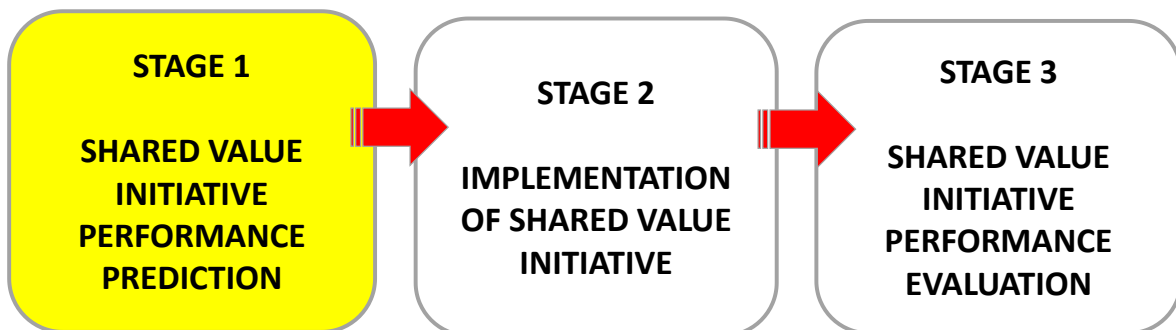 STAGE 1
SHARED VALUE
INITIATIVE
PERFORMANCE
PREDICTION
STAGE 2
IMPLEMENTATION
OF SHARED VALUE
INITIATIVE
STAGE 3
SHARED VALUE
INITIATIVE
PERFORMANCE
EVALUATION